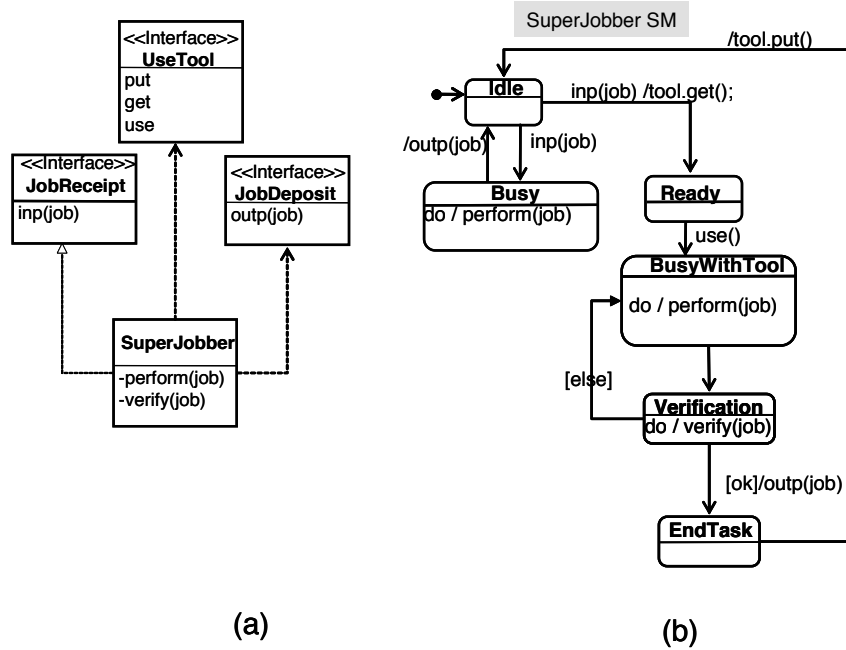 <<Interface>>
UseTool
put
get
use
<<Interface>>
JobReceipt
inp(job)
<<Interface>>
JobDeposit
outp(job)
SuperJobber
-perform(job)
-verify(job)
(a)
SuperJobber SM
/tool.put()
Idle
inp(job) /tool.get();
/outp(job)
inp(job)
Busy
do / perform(job)
Ready
use()
BusyWithTool
do / perform(job)
[else]
Verification
do / verify(job)
[ok]/outp(job)
EndTask
(b)